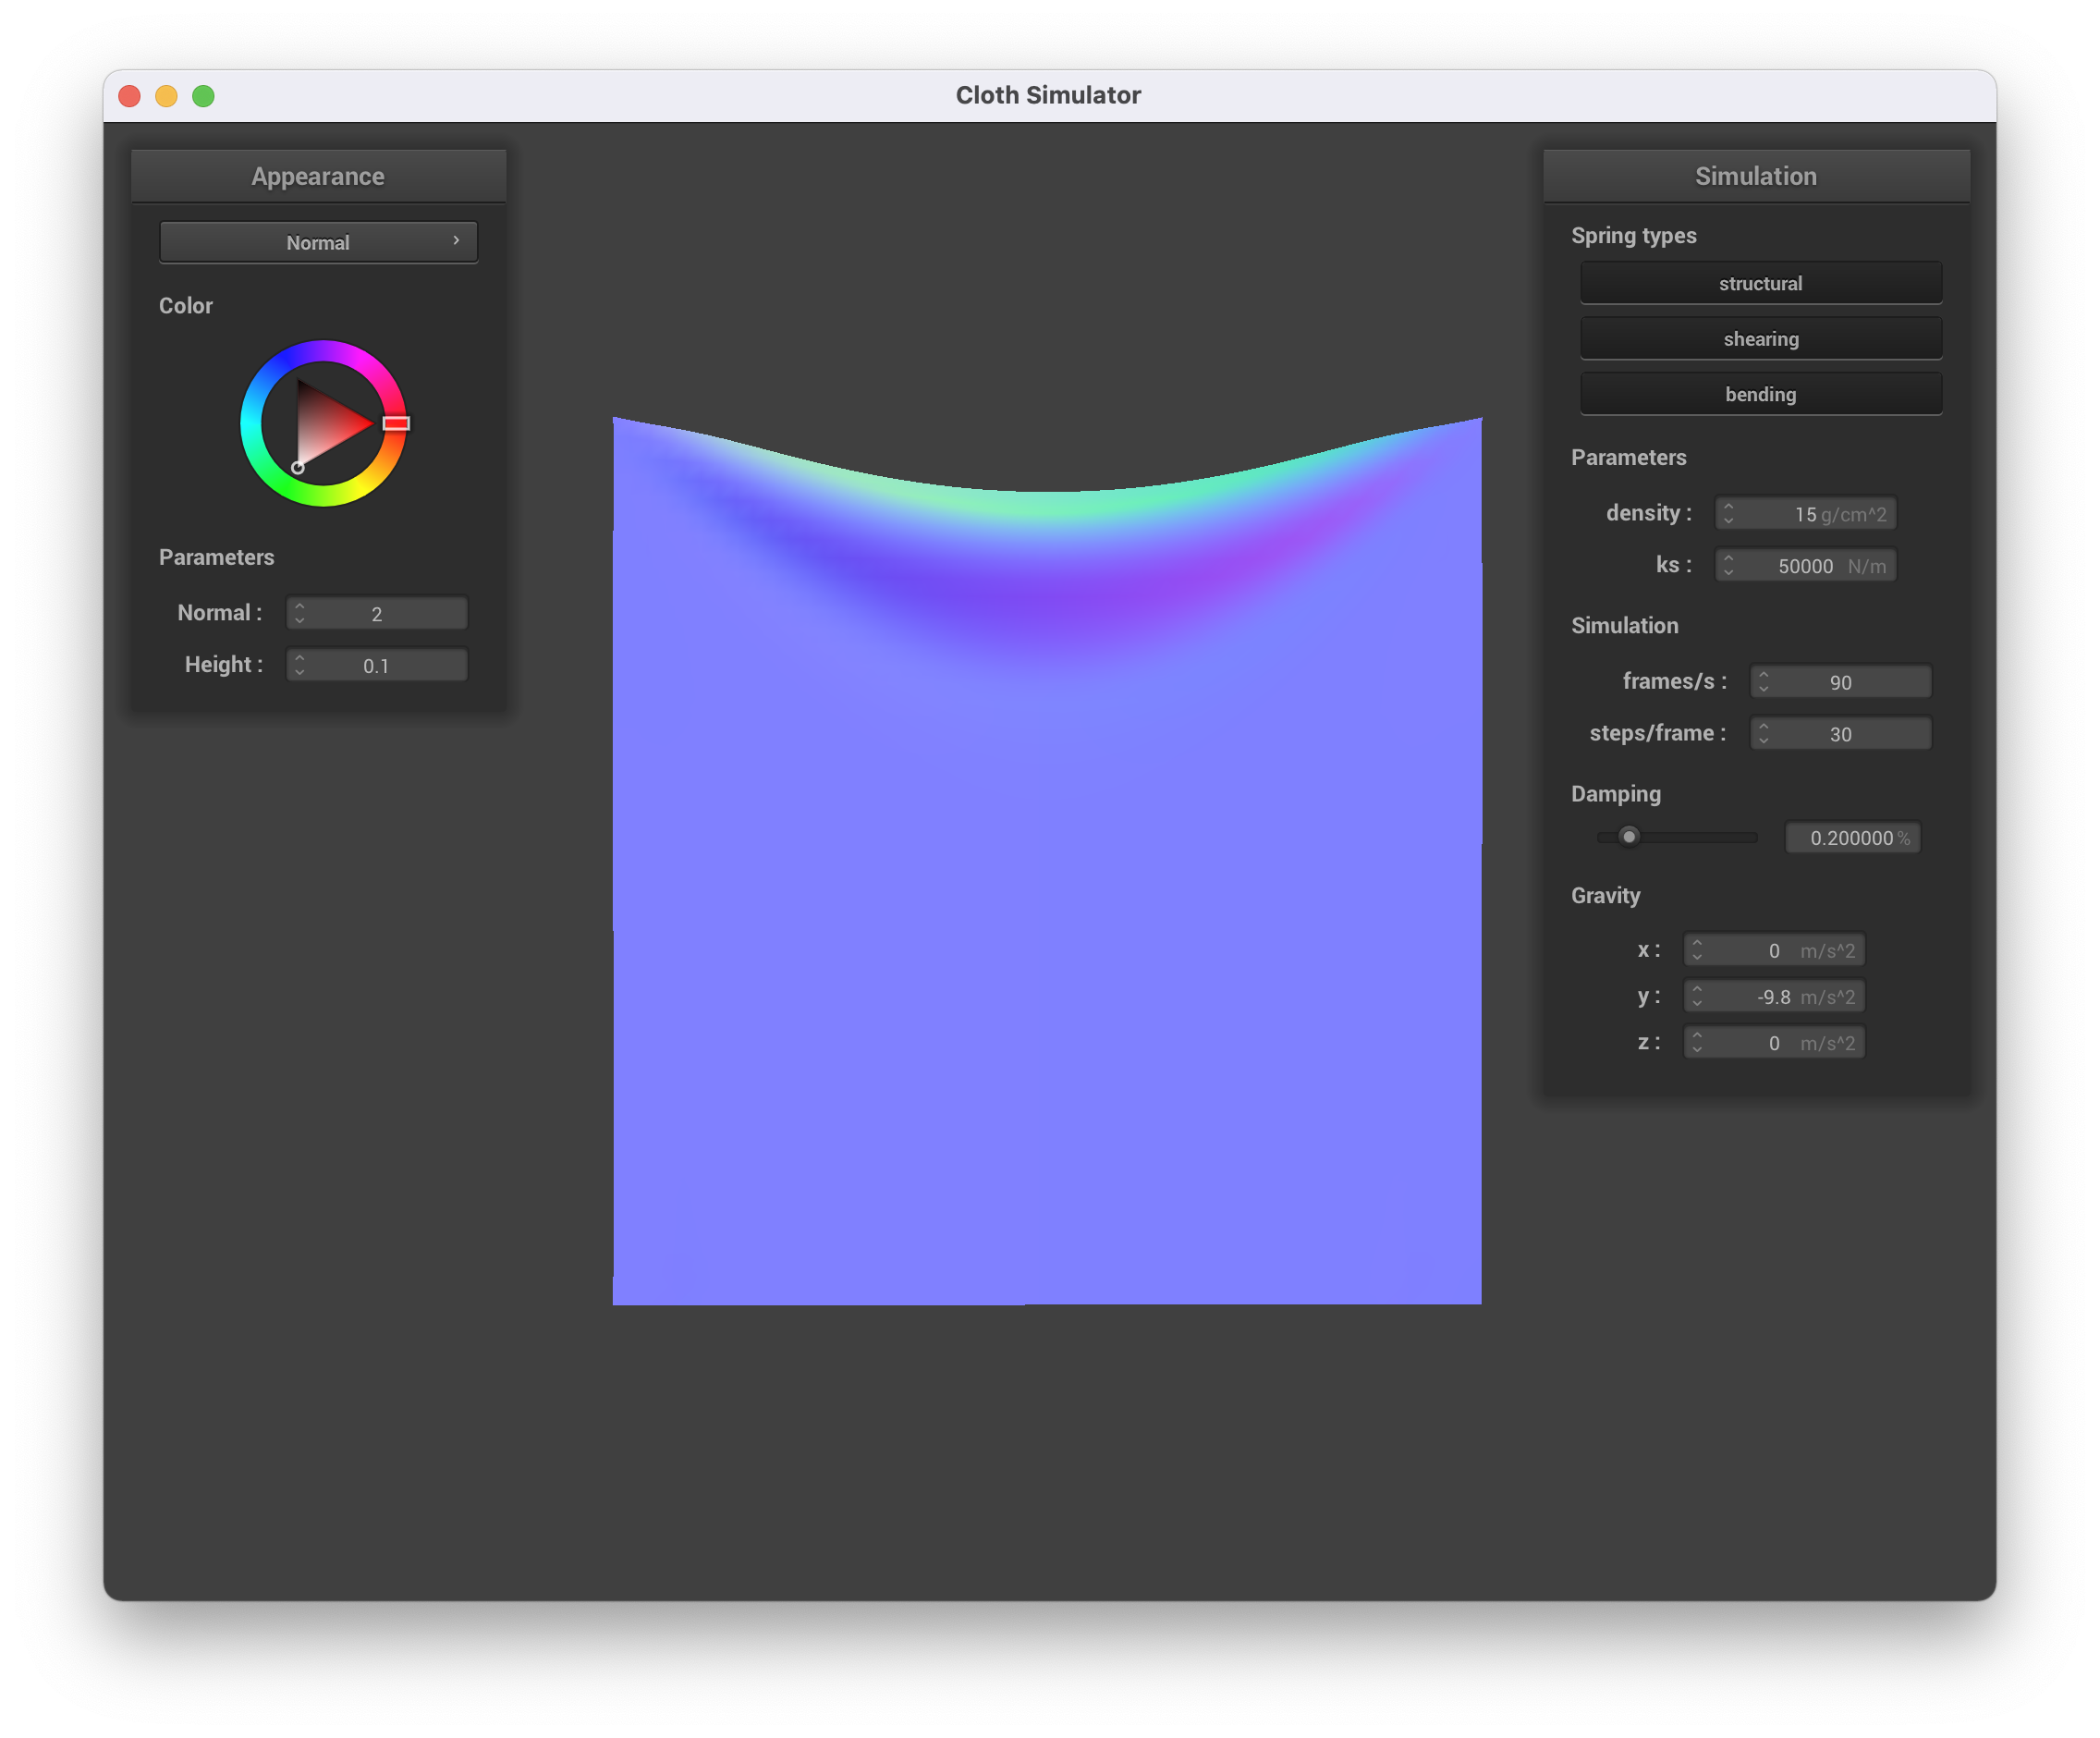 Cloth Simulator
Appearance
Normal
Color
Parameters
Normal : 2
Height : 0.1
Simulation
Spring types
structural
shearing
bending
Parameters
density : 15 g/cm^2
ks : 50000 N/m
Simulation
frames/s : 90
steps/frame : 30
Damping
0.200000 %
Gravity
x : 0 m/s^2
y : -9.8 m/s^2
z : 0 m/s^2